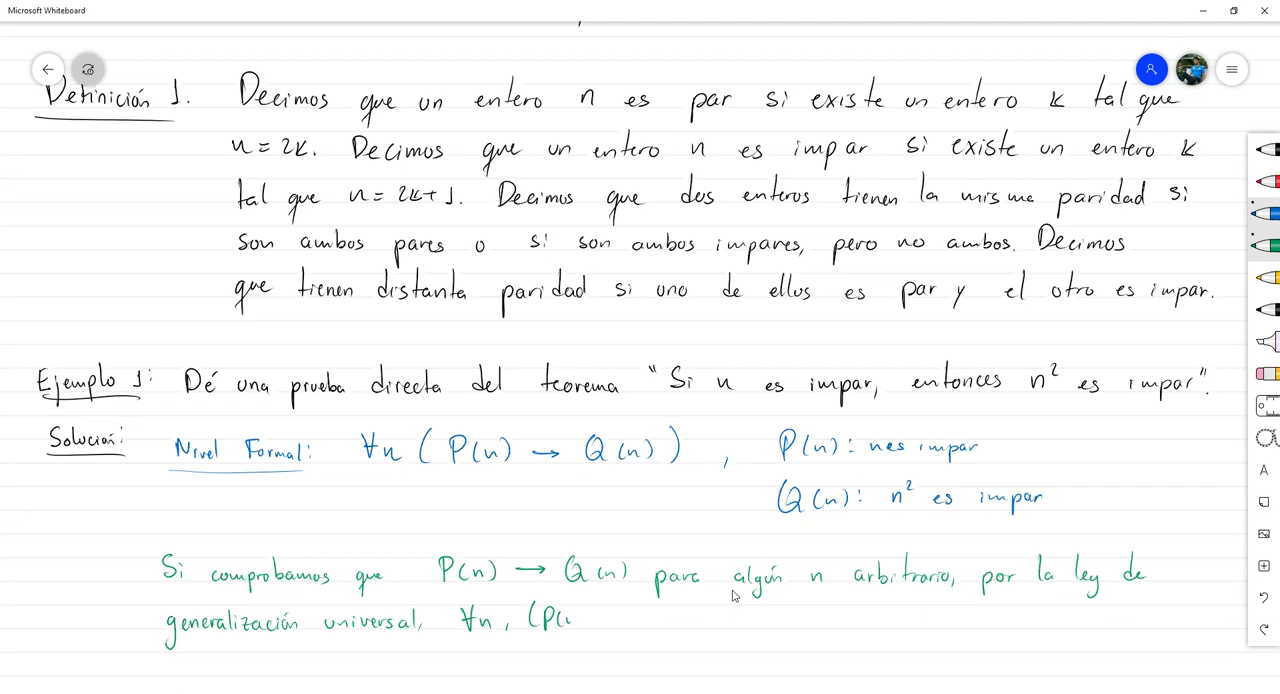 Microsoft Whiteboard
Definición 1. Decimos que un entero n es par si existe un entero k tal que
n = 2k. Decimos que un entero n es impar si existe un entero k
tal que n = 2k+1. Decimos que dos enteros tienen la misma paridad si
son ambos pares o si son ambos impares, pero no ambos. Decimos
que tienen distanta paridad si uno de ellos es par y el otro es impar.
Ejemplo 1: Dé una prueba directa del teorema "Si n es impar, entonces n² es impar".
Solución: Nivel Formal: ∀n (P(n) → Q(n)) , P(n): n es impar
Q(n): n² es impar
Si comprobamos que P(n) → Q(n) para algún n arbitrario, por la ley de
generalización universal, ∀n, (P(
A